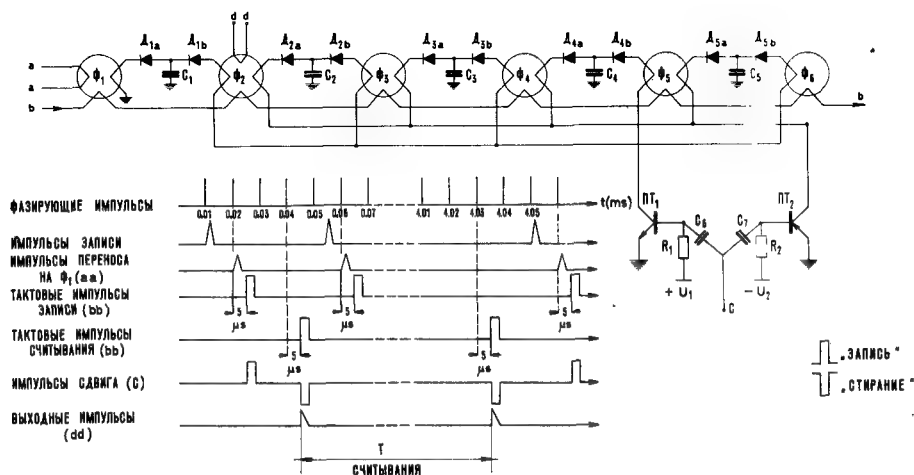 d d
Д1a Д1b Д2a Д2b Д3a Д3b Д4a Д4b Д5a Д5b
a
a
b
Ф1 C1 Ф2 C2 Ф3 C3 Ф4 C4 Ф5 C5 Ф6
b
ФАЗИРУЮЩИЕ ИМПУЛЬСЫ
t(ms)
0.01 0.02 0.03 0.04 0.05 0.06 0.07 4.01 4.02 4.03 4.04 4.05
ИМПУЛЬСЫ ЗАПИСИ
ИМПУЛЬСЫ ПЕРЕНОСА
НА Ф1(aa)
ТАКТОВЫЕ ИМПУЛЬСЫ
ЗАПИСИ (bb)
5 5 5
μs μs μs
ТАКТОВЫЕ ИМПУЛЬСЫ
СЧИТЫВАНИЯ (bb)
5 5
μs μs
ИМПУЛЬСЫ СДВИГА (C)
ВЫХОДНЫЕ ИМПУЛЬСЫ
(dd)
T
СЧИТЫВАНИЯ
ПТ1 C6 C7 ПТ2
R1 R2
+U1 -U2
C
„ЗАПИСЬ"
„СТИРАНИЕ"